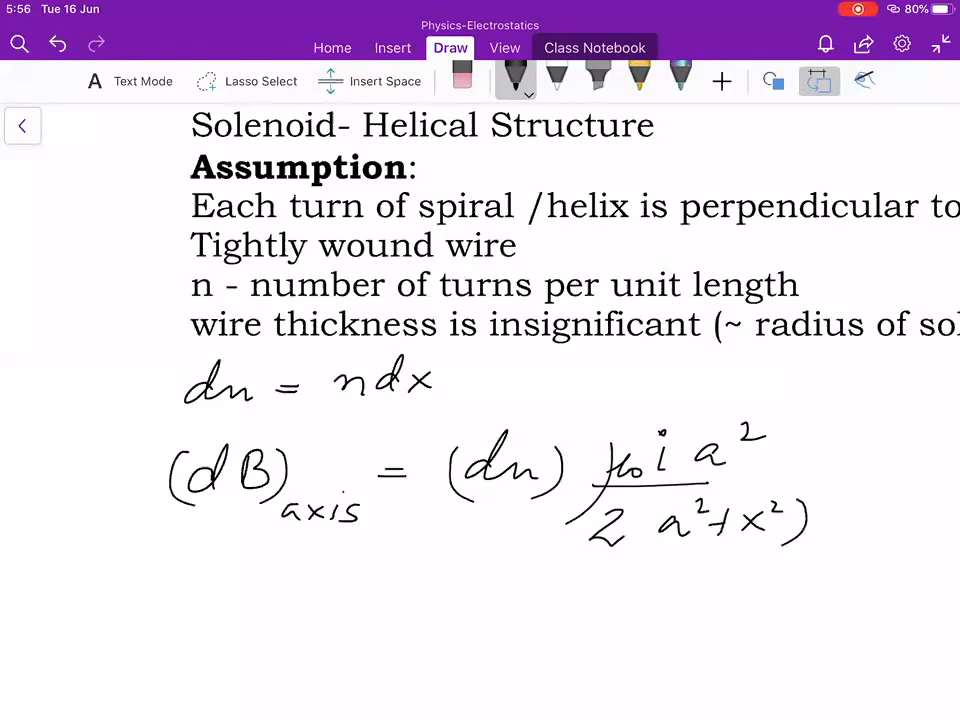 5:56 Tue 16 Jun
80%
Physics-Electrostatics
Home Insert Draw View Class Notebook
A Text Mode Lasso Select Insert Space
Solenoid- Helical Structure
Assumption:
Each turn of spiral /helix is perpendicular to
Tightly wound wire
n - number of turns per unit length
wire thickness is insignificant (~ radius of sol
dn = ndx
(dB)axis = (dn) μ₀ i a² / 2 a²+x²)